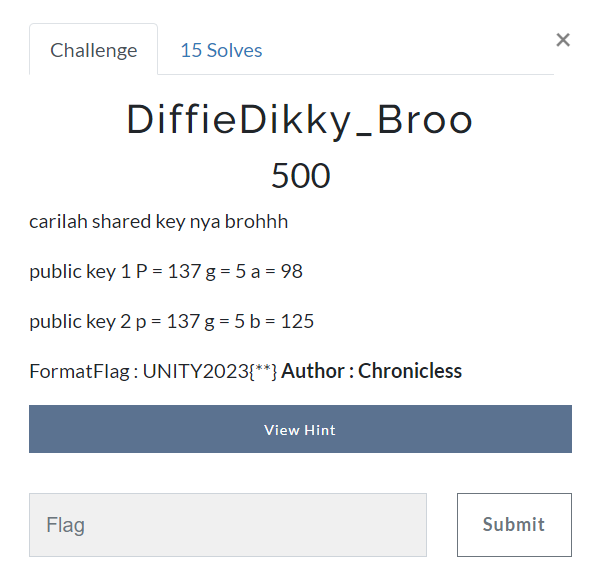 Challenge
15 Solves
×
DiffieDikky_Broo
500
carilah shared key nya brohhh
public key 1 P = 137 g = 5 a = 98
public key 2 p = 137 g = 5 b = 125
FormatFlag : UNITY2023{**} Author : Chronicless
View Hint
Flag
Submit